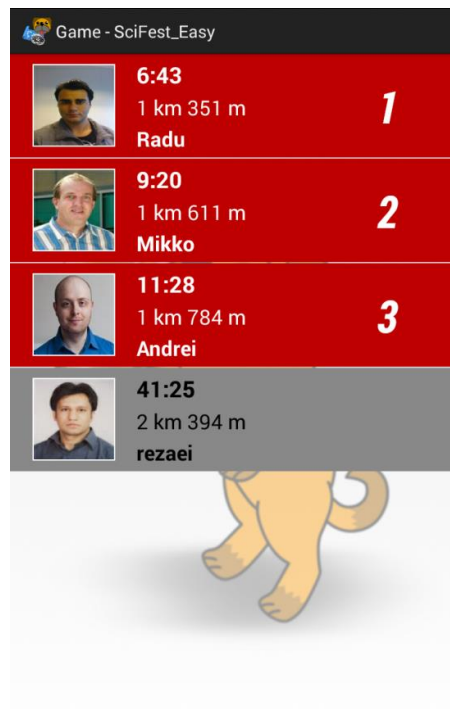 Game - SciFest_Easy
6:43
1 km 351 m
1
Radu
9:20
1 km 611 m
2
Mikko
11:28
1 km 784 m
3
Andrei
41:25
2 km 394 m
rezaei